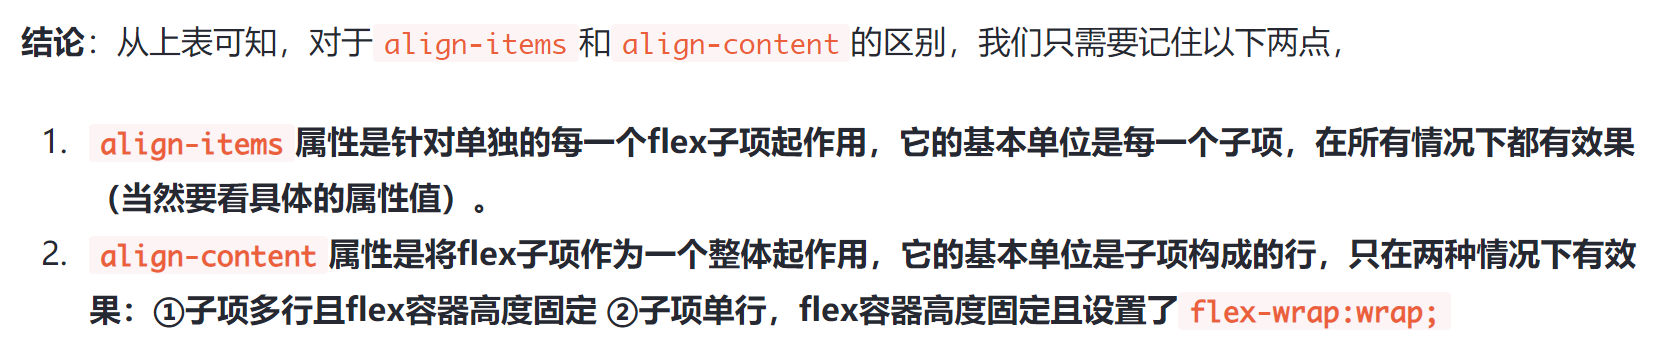 结论：从上表可知，对于 align-items 和 align-content 的区别，我们只需要记住以下两点，
1. align-items 属性是针对单独的每一个flex子项起作用，它的基本单位是每一个子项，在所有情况下都有效果
（当然要看具体的属性值）。
2. align-content 属性是将flex子项作为一个整体起作用，它的基本单位是子项构成的行，只在两种情况下有效
果：①子项多行且flex容器高度固定 ②子项单行，flex容器高度固定且设置了 flex-wrap:wrap;